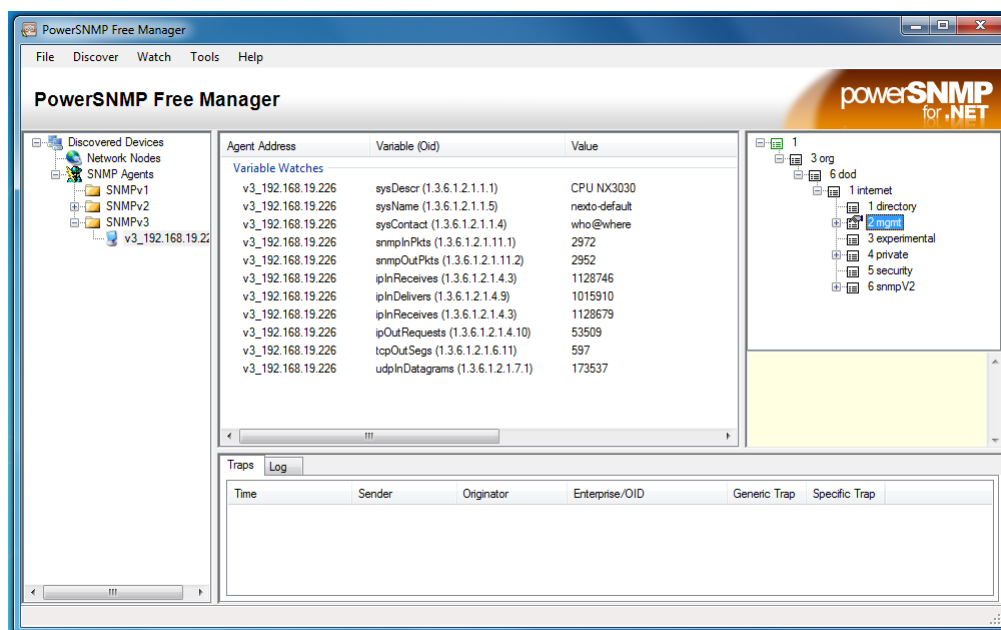 PowerSNMP Free Manager
File Discover Watch Tools Help
PowerSNMP Free Manager
powerSNMP
for .NET
Discovered Devices
Network Nodes
SNMP Agents
SNMPv1
SNMPv2
SNMPv3
v3_192.168.19.22
Agent Address Variable (Oid) Value
Variable Watches
v3_192.168.19.226 sysDescr (1.3.6.1.2.1.1.1) CPU NX3030
v3_192.168.19.226 sysName (1.3.6.1.2.1.1.5) nexto-default
v3_192.168.19.226 sysContact (1.3.6.1.2.1.1.4) who@where
v3_192.168.19.226 snmpInPkts (1.3.6.1.2.1.11.1) 2972
v3_192.168.19.226 snmpOutPkts (1.3.6.1.2.1.11.2) 2952
v3_192.168.19.226 ipInReceives (1.3.6.1.2.1.4.3) 1128746
v3_192.168.19.226 ipInDelivers (1.3.6.1.2.1.4.9) 1015910
v3_192.168.19.226 ipInReceives (1.3.6.1.2.1.4.3) 1128679
v3_192.168.19.226 ipOutRequests (1.3.6.1.2.1.4.10) 53509
v3_192.168.19.226 tcpOutSegs (1.3.6.1.2.1.6.11) 597
v3_192.168.19.226 udpInDatagrams (1.3.6.1.2.1.7.1) 173537
1
3 org
6 dod
1 internet
1 directory
2 mgmt
3 experimental
4 private
5 security
6 snmpV2
Traps Log
Time Sender Originator Enterprise/OID Generic Trap Specific Trap